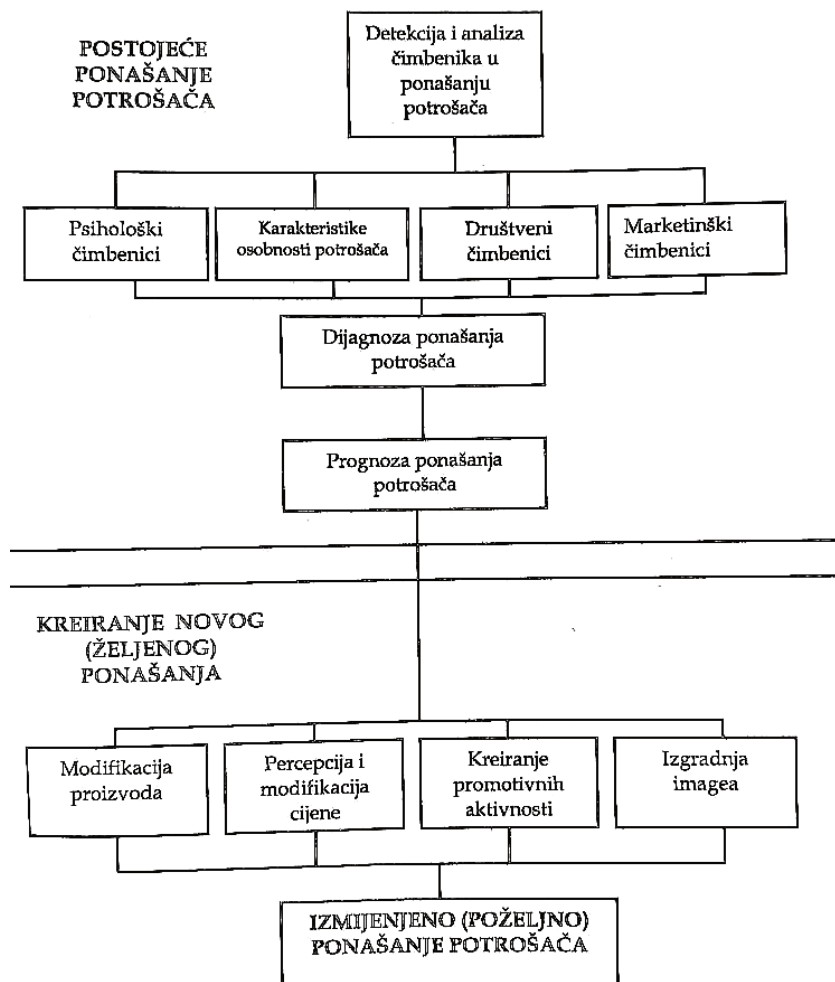 POSTOJEĆE
PONAŠANJE
POTROŠAČA
Detekcija i analiza
čimbenika u
ponašanju
potrošača
Psihološki
čimbenici
Karakteristike
osobnosti potrošača
Društveni
čimbenici
Marketinški
čimbenici
Dijagnoza ponašanja
potrošača
Prognoza ponašanja
potrošača
KREIRANJE NOVOG
(ŽELJENOG)
PONAŠANJA
Modifikacija
proizvoda
Percepcija i
modifikacija
cijene
Kreiranje
promotivnih
aktivnosti
Izgradnja
imagea
IZMIJENJENO (POŽELJNO)
PONAŠANJE POTROŠAČA